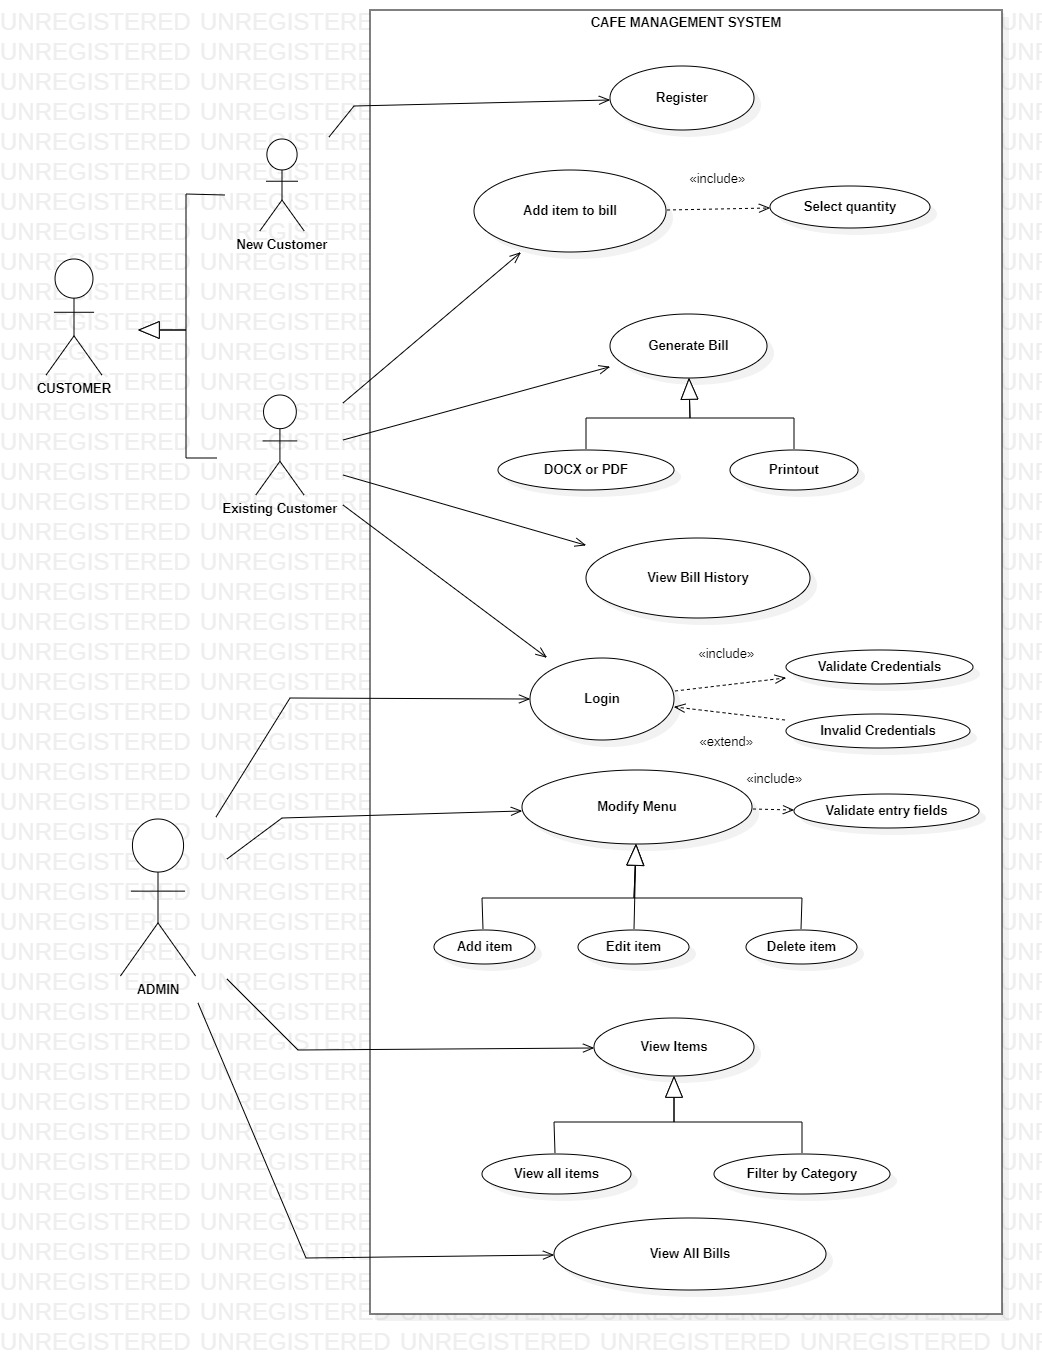 CAFE MANAGEMENT SYSTEM
Register
«include»
Add item to bill
Select quantity
New Customer
CUSTOMER
Generate Bill
DOCX or PDF
Printout
Existing Customer
View Bill History
«include»
Validate Credentials
Login
Invalid Credentials
«extend»
«include»
Modify Menu
Validate entry fields
Add item
Edit item
Delete item
ADMIN
View Items
View all items
Filter by Category
View All Bills
UNREGISTERED UNREGISTERED UNREGISTERED UNREGISTERED UNREGISTERED